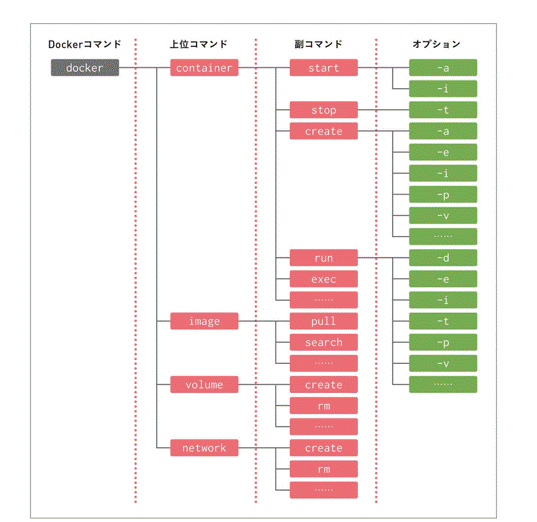 Dockerコマンド 上位コマンド 副コマンド オプション
docker container start -a
-i
stop -t
create -a
-e
-i
-p
-v
……
run -d
exec -e
…… -i
image pull -t
search -p
…… -v
volume create ……
rm
……
network create
rm
……